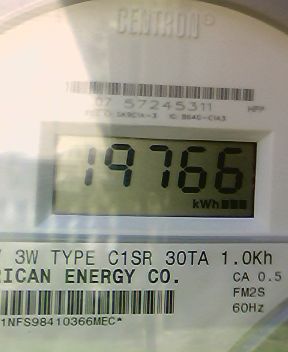 CENTRON®
07 57245311
19766
kWh
3W TYPE C1SR 30TA 1.0Kh
RICAN ENERGY CO.
CA 0.5
FM2S
60Hz
1NFS98410366MEC*